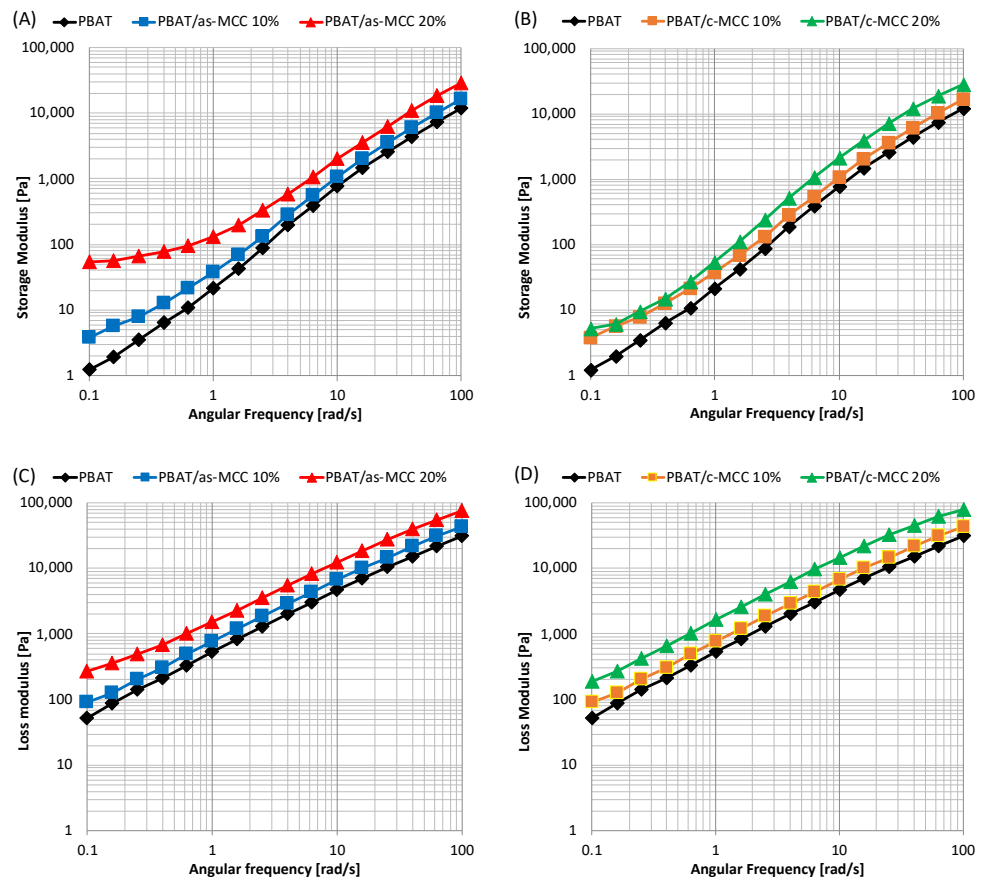 (A)
PBAT PBAT/as-MCC 10% PBAT/as-MCC 20%
100,000
10,000
1,000
100
10
1
Storage Modulus [Pa]
0.1 1 10 100
Angular Frequency [rad/s]
(B)
PBAT PBAT/c-MCC 10% PBAT/c-MCC 20%
100,000
10,000
1,000
100
10
1
Storage Modulus [Pa]
0.1 1 10 100
Angular Frequency [rad/s]
(C)
PBAT PBAT/as-MCC 10% PBAT/as-MCC 20%
100,000
10,000
1,000
100
10
1
Loss modulus [Pa]
0.1 1 10 100
Angular frequency [rad/s]
(D)
PBAT PBAT/c-MCC 10% PBAT/c-MCC 20%
100,000
10,000
1,000
100
10
1
Loss Modulus [Pa]
0.1 1 10 100
Angular Frequency [rad/s]